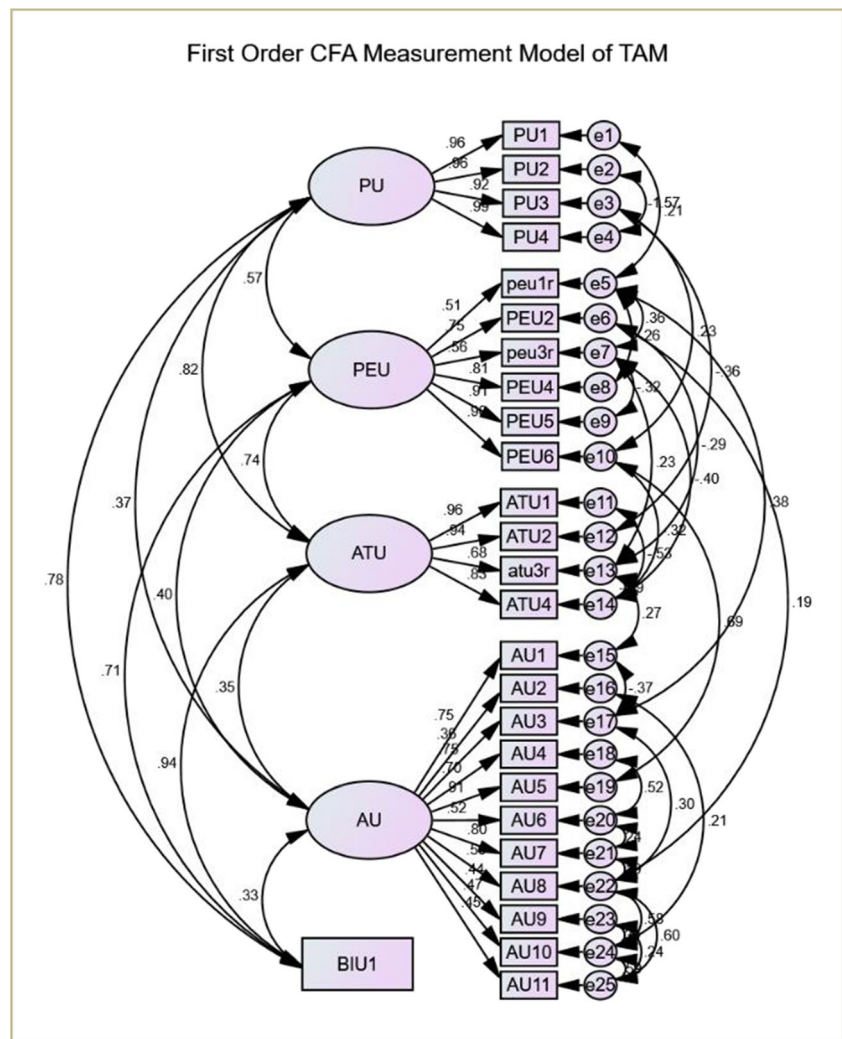 First Order CFA Measurement Model of TAM
.96
PU1
e1
.96
PU2
e2
PU
.92
PU3
e3
PU4
e4
.21
.57
peu1r
e5
.51
.75
PEU2
e6
.36
.26
.23
.56
peu3r
e7
PEU
.82
.81
PEU4
e8
-.32
-.36
.91
PEU5
e9
PEU6
e10
-.29
.74
.23
-.40
.96
ATU1
e11
.38
.37
.94
ATU2
e12
.32
ATU
.68
atu3r
e13
-.53
.78
.83
ATU4
e14
.40
.19
.27
.69
AU1
e15
.71
.35
AU2
e16
-.37
.75
.36
AU3
e17
.75
AU4
e18
.94
.70
.91
AU5
e19
.52
.30
.52
AU
AU6
e20
.21
.80
AU7
e21
AU8
e22
.47
.33
.45
AU9
e23
.58
.60
AU10
e24
.24
BIU1
AU11
e25